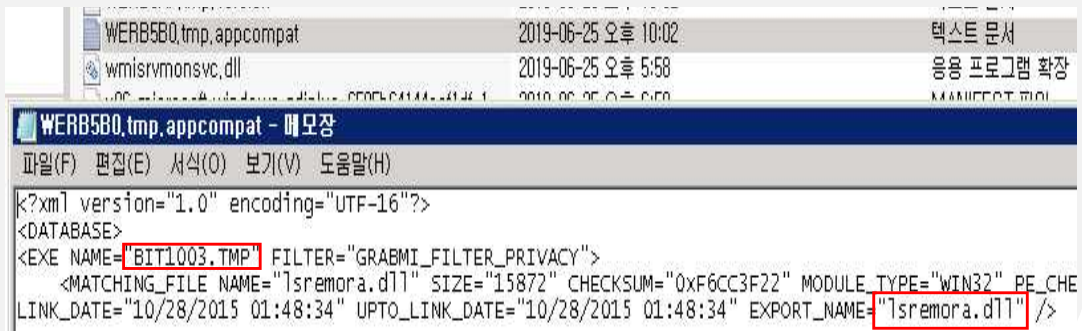 WERB5B0.tmp.appcompat 2019-06-25 오후 10:02 텍스트 문서
wmisrvmonsvc.dll 2019-06-25 오후 5:58 응용 프로그램 확장
WERB5B0.tmp.appcompat - 메모장
파일(F) 편집(E) 서식(O) 보기(V) 도움말(H)
<?xml version="1.0" encoding="UTF-16"?>
<DATABASE>
<EXE NAME="BIT1003.TMP" FILTER="GRABMI_FILTER_PRIVACY">
<MATCHING_FILE NAME="lsremora.dll" SIZE="15872" CHECKSUM="0xF6CC3F22" MODULE_TYPE="WIN32" PE_CHE
LINK_DATE="10/28/2015 01:48:34" UPTO_LINK_DATE="10/28/2015 01:48:34" EXPORT_NAME="lsremora.dll" />